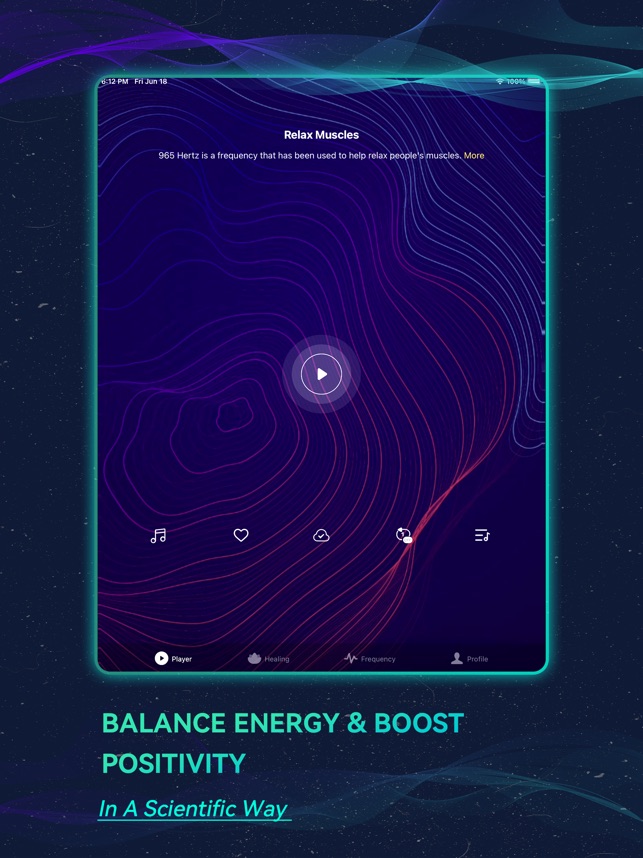 6:12 PM Fri Jun 18 100%
Relax Muscles
965 Hertz is a frequency that has been used to help relax people's muscles. More
Player Healing Frequency Profile
BALANCE ENERGY & BOOST
POSITIVITY
In A Scientific Way